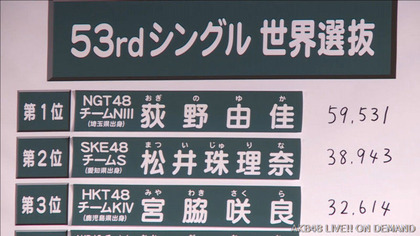 53rdシングル 世界選抜
第1位
NGT48
チームNIII
(埼玉県出身)
おぎ の ゆ か
荻野由佳
59,531
第2位
SKE48
チームS
(愛知県出身)
まつ い じゅ り な
松井珠理奈
38,943
第3位
HKT48
チームKIV
(鹿児島県出身)
みや わき さく ら
宮脇咲良
32,614
AKB48 LIVE!! ON DEMAND